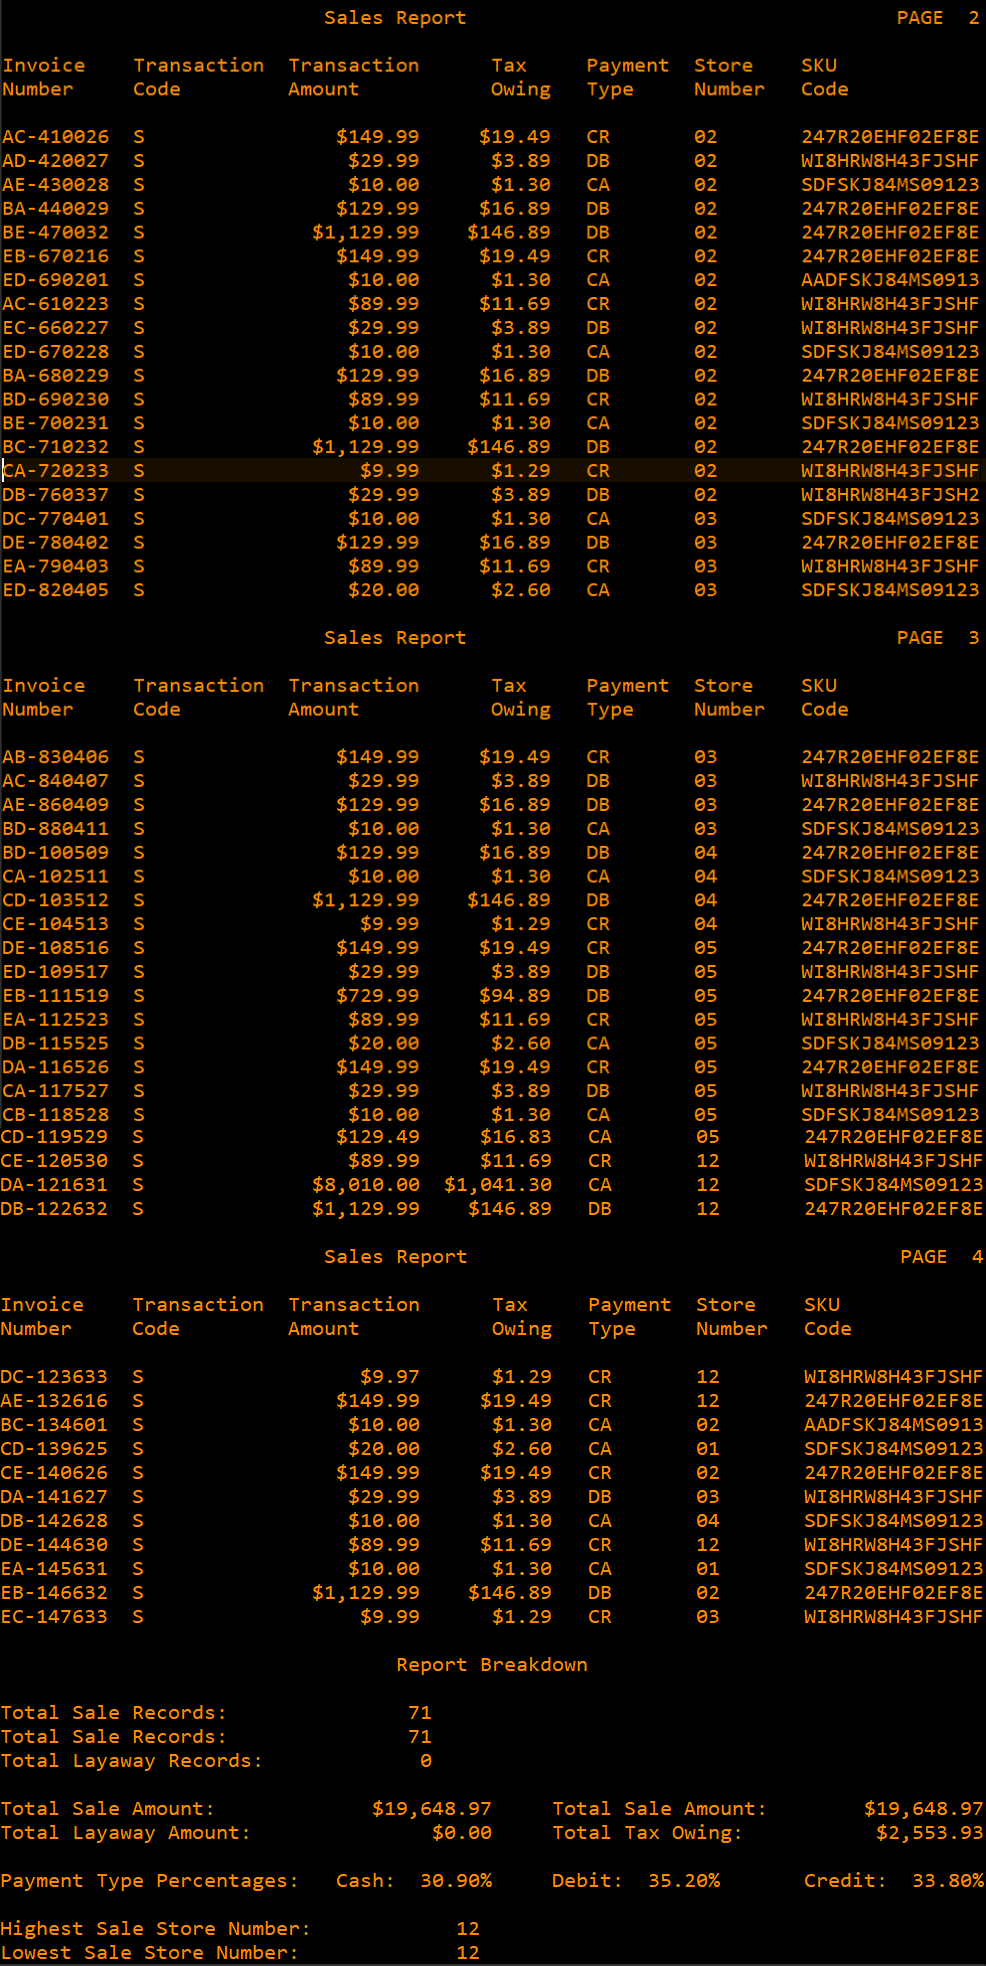 Sales Report PAGE 2
Invoice Transaction Transaction Tax Payment Store SKU
Number Code Amount Owing Type Number Code
AC-410026 S $149.99 $19.49 CR 02 247R20EHF02EF8E
AD-420027 S $29.99 $3.89 DB 02 WI8HRW8H43FJSHF
AE-430028 S $10.00 $1.30 CA 02 SDFSKJ84MS09123
BA-440029 S $129.99 $16.89 DB 02 247R20EHF02EF8E
BE-470032 S $1,129.99 $146.89 DB 02 247R20EHF02EF8E
EB-670216 S $149.99 $19.49 CR 02 247R20EHF02EF8E
ED-690201 S $10.00 $1.30 CA 02 AADFSKJ84MS0913
AC-610223 S $89.99 $11.69 CR 02 WI8HRW8H43FJSHF
EC-660227 S $29.99 $3.89 DB 02 WI8HRW8H43FJSHF
ED-670228 S $10.00 $1.30 CA 02 SDFSKJ84MS09123
BA-680229 S $129.99 $16.89 DB 02 247R20EHF02EF8E
BD-690230 S $89.99 $11.69 CR 02 WI8HRW8H43FJSHF
BE-700231 S $10.00 $1.30 CA 02 SDFSKJ84MS09123
BC-710232 S $1,129.99 $146.89 DB 02 247R20EHF02EF8E
CA-720233 S $9.99 $1.29 CR 02 WI8HRW8H43FJSHF
DB-760337 S $29.99 $3.89 DB 02 WI8HRW8H43FJSH2
DC-770401 S $10.00 $1.30 CA 03 SDFSKJ84MS09123
DE-780402 S $129.99 $16.89 DB 03 247R20EHF02EF8E
EA-790403 S $89.99 $11.69 CR 03 WI8HRW8H43FJSHF
ED-820405 S $20.00 $2.60 CA 03 SDFSKJ84MS09123
Sales Report PAGE 3
Invoice Transaction Transaction Tax Payment Store SKU
Number Code Amount Owing Type Number Code
AB-830406 S $149.99 $19.49 CR 03 247R20EHF02EF8E
AC-840407 S $29.99 $3.89 DB 03 WI8HRW8H43FJSHF
AE-860409 S $129.99 $16.89 DB 03 247R20EHF02EF8E
BD-880411 S $10.00 $1.30 CA 03 SDFSKJ84MS09123
BD-100509 S $129.99 $16.89 DB 04 247R20EHF02EF8E
CA-102511 S $10.00 $1.30 CA 04 SDFSKJ84MS09123
CD-103512 S $1,129.99 $146.89 DB 04 247R20EHF02EF8E
CE-104513 S $9.99 $1.29 CR 04 WI8HRW8H43FJSHF
DE-108516 S $149.99 $19.49 CR 05 247R20EHF02EF8E
ED-109517 S $29.99 $3.89 DB 05 WI8HRW8H43FJSHF
EB-111519 S $729.99 $94.89 DB 05 247R20EHF02EF8E
EA-112523 S $89.99 $11.69 CR 05 WI8HRW8H43FJSHF
DB-115525 S $20.00 $2.60 CA 05 SDFSKJ84MS09123
DA-116526 S $149.99 $19.49 CR 05 247R20EHF02EF8E
CA-117527 S $29.99 $3.89 DB 05 WI8HRW8H43FJSHF
CB-118528 S $10.00 $1.30 CA 05 SDFSKJ84MS09123
CD-119529 S $129.49 $16.83 CA 05 247R20EHF02EF8E
CE-120530 S $89.99 $11.69 CR 12 WI8HRW8H43FJSHF
DA-121631 S $8,010.00 $1,041.30 CA 12 SDFSKJ84MS09123
DB-122632 S $1,129.99 $146.89 DB 12 247R20EHF02EF8E
Sales Report PAGE 4
Invoice Transaction Transaction Tax Payment Store SKU
Number Code Amount Owing Type Number Code
DC-123633 S $9.97 $1.29 CR 12 WI8HRW8H43FJSHF
AE-132616 S $149.99 $19.49 CR 12 247R20EHF02EF8E
BC-134601 S $10.00 $1.30 CA 02 AADFSKJ84MS0913
CD-139625 S $20.00 $2.60 CA 01 SDFSKJ84MS09123
CE-140626 S $149.99 $19.49 CR 02 247R20EHF02EF8E
DA-141627 S $29.99 $3.89 DB 03 WI8HRW8H43FJSHF
DB-142628 S $10.00 $1.30 CA 04 SDFSKJ84MS09123
DE-144630 S $89.99 $11.69 CR 12 WI8HRW8H43FJSHF
EA-145631 S $10.00 $1.30 CA 01 SDFSKJ84MS09123
EB-146632 S $1,129.99 $146.89 DB 02 247R20EHF02EF8E
EC-147633 S $9.99 $1.29 CR 03 WI8HRW8H43FJSHF
Report Breakdown
Total Sale Records: 71
Total Sale Records: 71
Total Layaway Records: 0
Total Sale Amount: $19,648.97 Total Sale Amount: $19,648.97
Total Layaway Amount: $0.00 Total Tax Owing: $2,553.93
Payment Type Percentages: Cash: 30.90% Debit: 35.20% Credit: 33.80%
Highest Sale Store Number: 12
Lowest Sale Store Number: 12